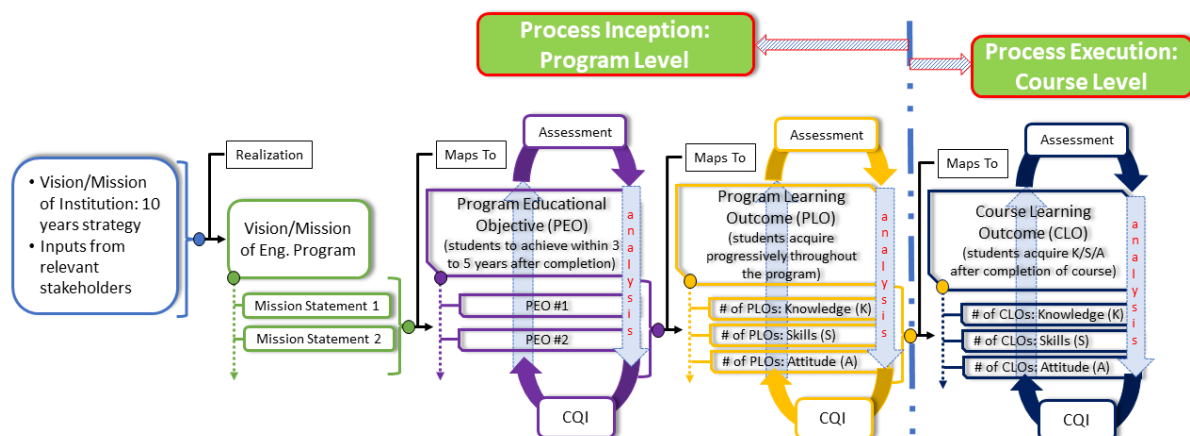 Process Inception:
Program Level
Process Execution:
Course Level
• Vision/Mission
of Institution: 10
years strategy
• Inputs from
relevant
stakeholders
Realization
Vision/Mission
of Eng. Program
Mission Statement 1
Mission Statement 2
Maps To
Assessment
Program Educational
Objective (PEO)
(students to achieve within 3
to 5 years after completion)
PEO #1
PEO #2
analysis
CQI
Maps To
Assessment
Program Learning
Outcome (PLO)
(students acquire
progressively throughout
the program)
# of PLOs: Knowledge (K)
# of PLOs: Skills (S)
# of PLOs: Attitude (A)
analysis
CQI
Maps To
Assessment
Course Learning
Outcome (CLO)
(students acquire K/S/A
after completion of course)
# of CLOs: Knowledge (K)
# of CLOs: Skills (S)
# of CLOs: Attitude (A)
analysis
CQI